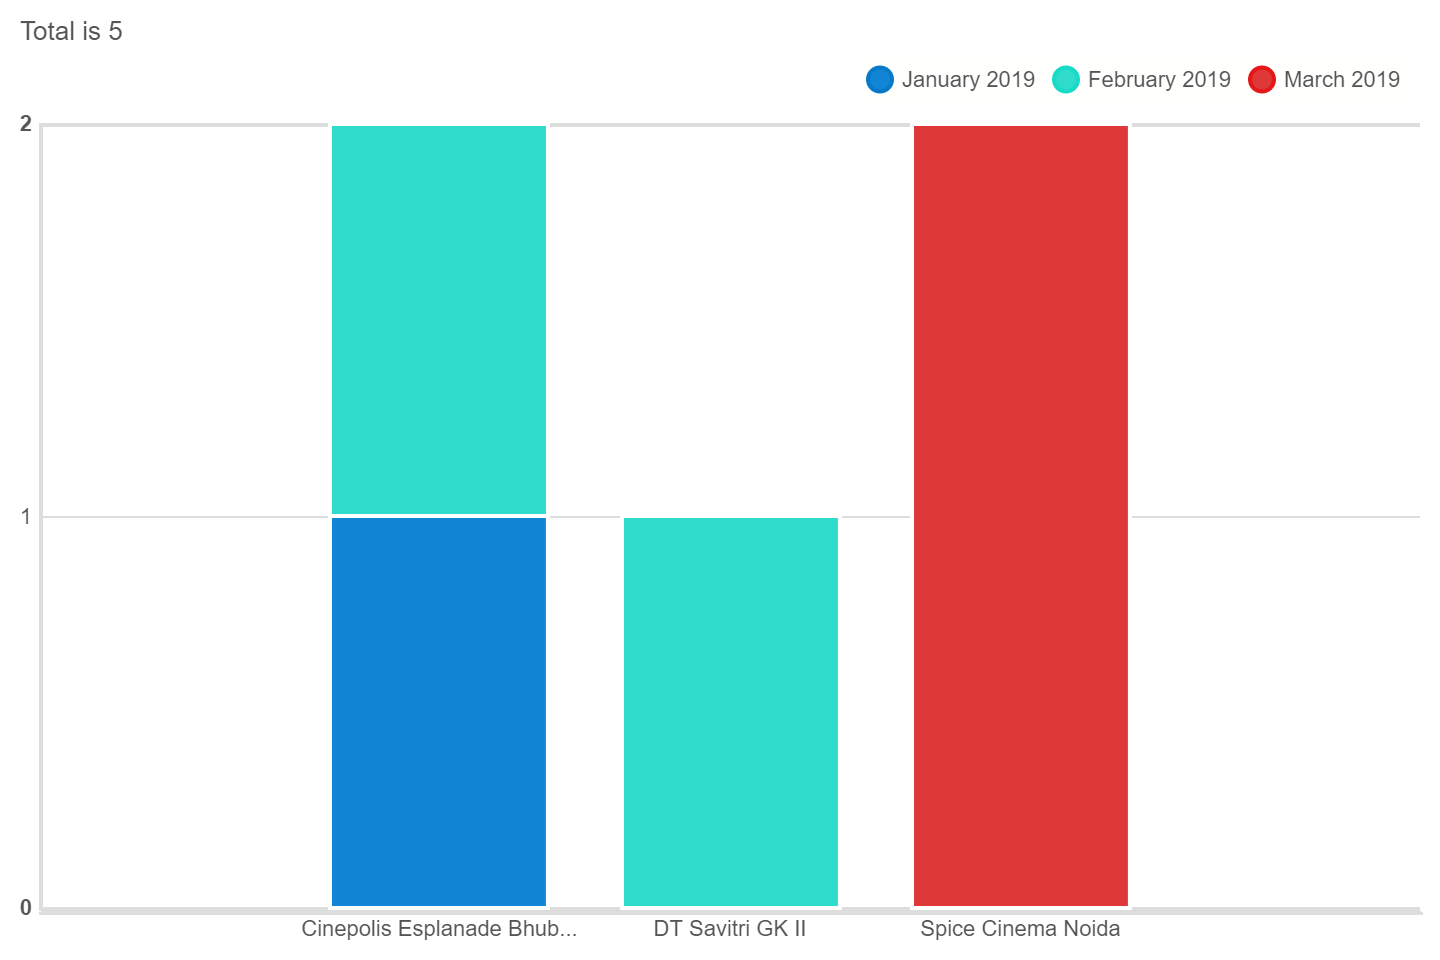 Total is 5
January 2019 February 2019 March 2019
2
1
0
Cinepolis Esplanade Bhub... DT Savitri GK II Spice Cinema Noida